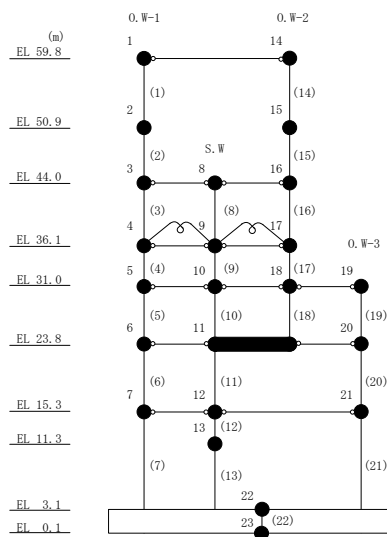 O.W-1 O.W-2
(m)
EL 59.8 1 14
(1) (14)
EL 50.9 2 15
(2) S.W (15)
EL 44.0 3 8 16
(3) (8) (16)
EL 36.1 4 9 17 O.W-3
EL 31.0 5 (4) 10 (9) 18 (17) 19
(5) (10) (18) (19)
EL 23.8 6 11 20
(6) (11) (20)
EL 15.3 7 12 21
EL 11.3 13 (12)
(7) (13) (21)
EL 3.1 22
EL 0.1 23 (22)